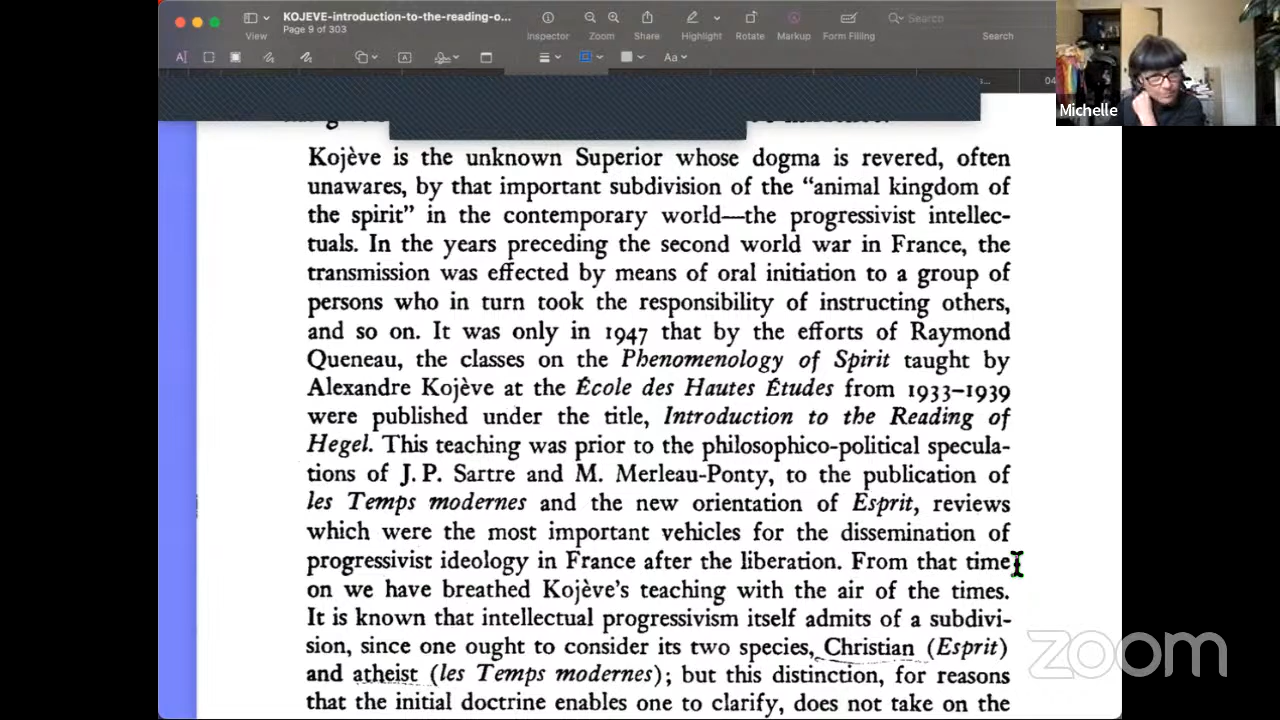 KOJEVE-introduction-to-the-reading-o...
Page 9 of 303
View
Inspector
Zoom
Share
Highlight
Rotate
Markup
Form Filling
Search
Search
Aa
04
Michelle
Kojève is the unknown Superior whose dogma is revered, often
unawares, by that important subdivision of the “animal kingdom of
the spirit” in the contemporary world—the progressivist intellec-
tuals. In the years preceding the second world war in France, the
transmission was effected by means of oral initiation to a group of
persons who in turn took the responsibility of instructing others,
and so on. It was only in 1947 that by the efforts of Raymond
Queneau, the classes on the Phenomenology of Spirit taught by
Alexandre Kojève at the École des Hautes Études from 1933–1939
were published under the title, Introduction to the Reading of
Hegel. This teaching was prior to the philosophico-political specula-
tions of J. P. Sartre and M. Merleau-Ponty, to the publication of
les Temps modernes and the new orientation of Esprit, reviews
which were the most important vehicles for the dissemination of
progressivist ideology in France after the liberation. From that time
on we have breathed Kojève’s teaching with the air of the times.
It is known that intellectual progressivism itself admits of a subdivi-
sion, since one ought to consider its two species, Christian (Esprit)
and atheist (les Temps modernes); but this distinction, for reasons
that the initial doctrine enables one to clarify, does not take on the
zoom